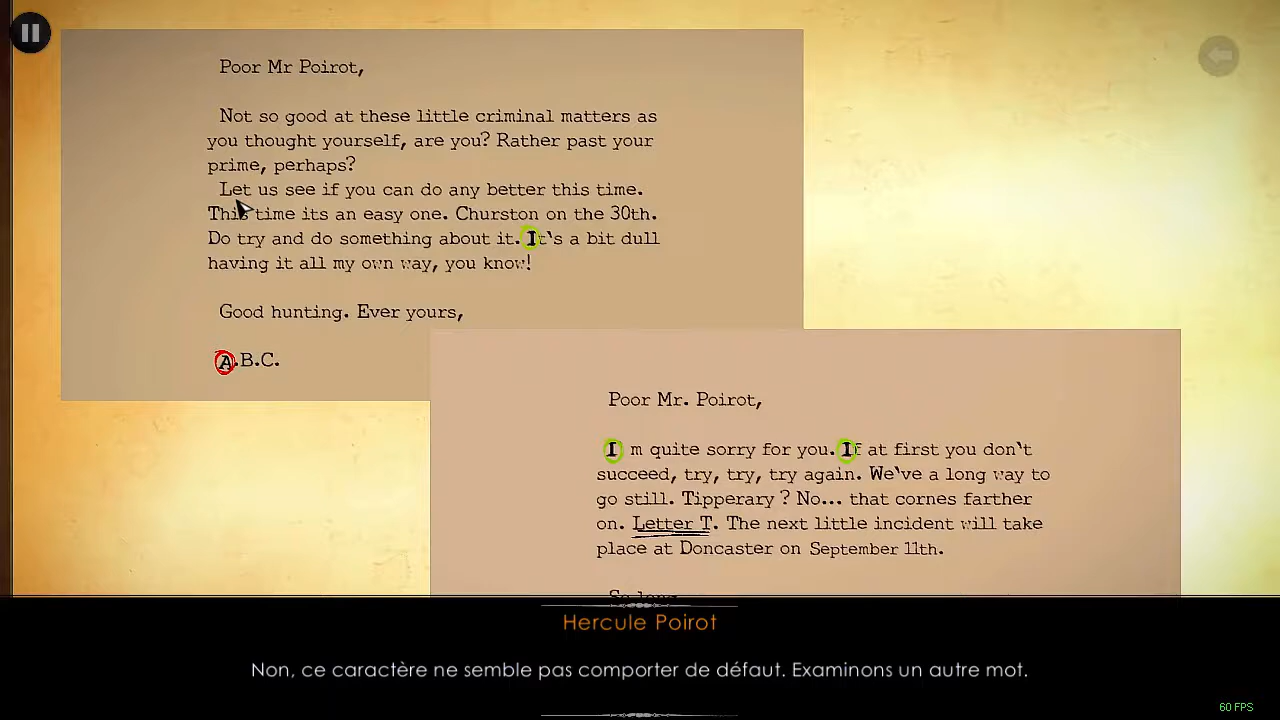 Poor Mr Poirot,
Not so good at these little criminal matters as
you thought yourself, are you? Rather past your
prime, perhaps?
Let us see if you can do any better this time.
This time its an easy one. Churston on the 30th.
Do try and do something about it. It's a bit dull
having it all my own way, you know!
Good hunting. Ever yours,
A.B.C.
Poor Mr. Poirot,
I m quite sorry for you. If at first you don't
succeed, try, try, try again. We've a long way to
go still. Tipperary ? No... that cornes farther
on. Letter T. The next little incident will take
place at Doncaster on September 11th.
So long
Hercule Poirot
Non, ce caractère ne semble pas comporter de défaut. Examinons un autre mot.
60 FPS